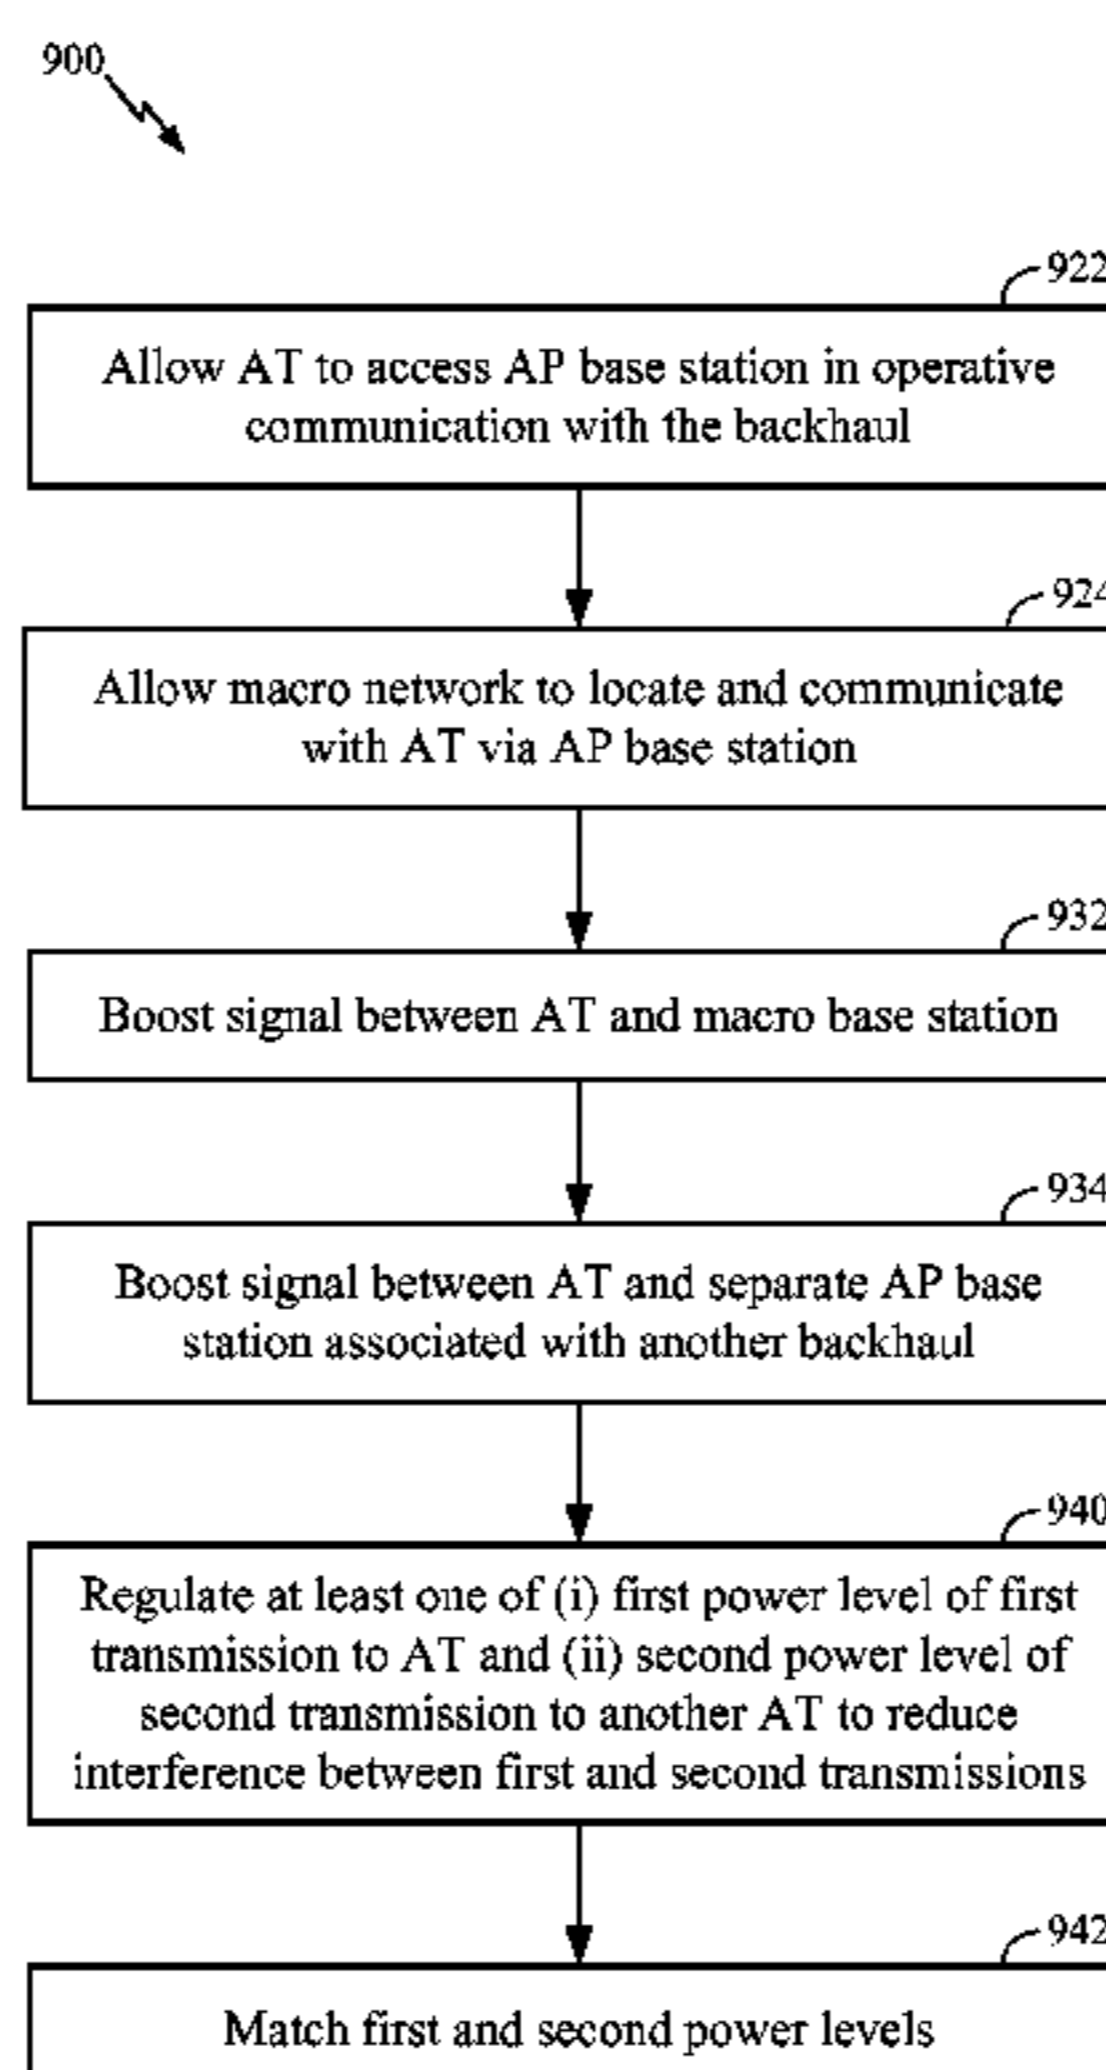 900
922
Allow AT to access AP base station in operative
communication with the backhaul
924
Allow macro network to locate and communicate
with AT via AP base station
932
Boost signal between AT and macro base station
934
Boost signal between AT and separate AP base
station associated with another backhaul
940
Regulate at least one of (i) first power level of first
transmission to AT and (ii) second power level of
second transmission to another AT to reduce
interference between first and second transmissions
942
Match first and second power levels